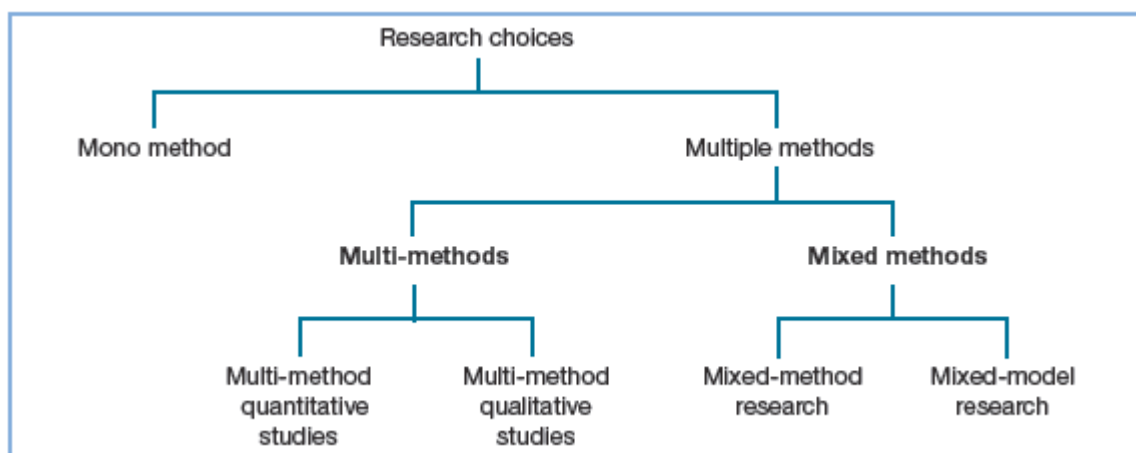 Research choices
Mono method
Multiple methods
Multi-methods
Mixed methods
Multi-method
quantitative
studies
Multi-method
qualitative
studies
Mixed-method
research
Mixed-model
research